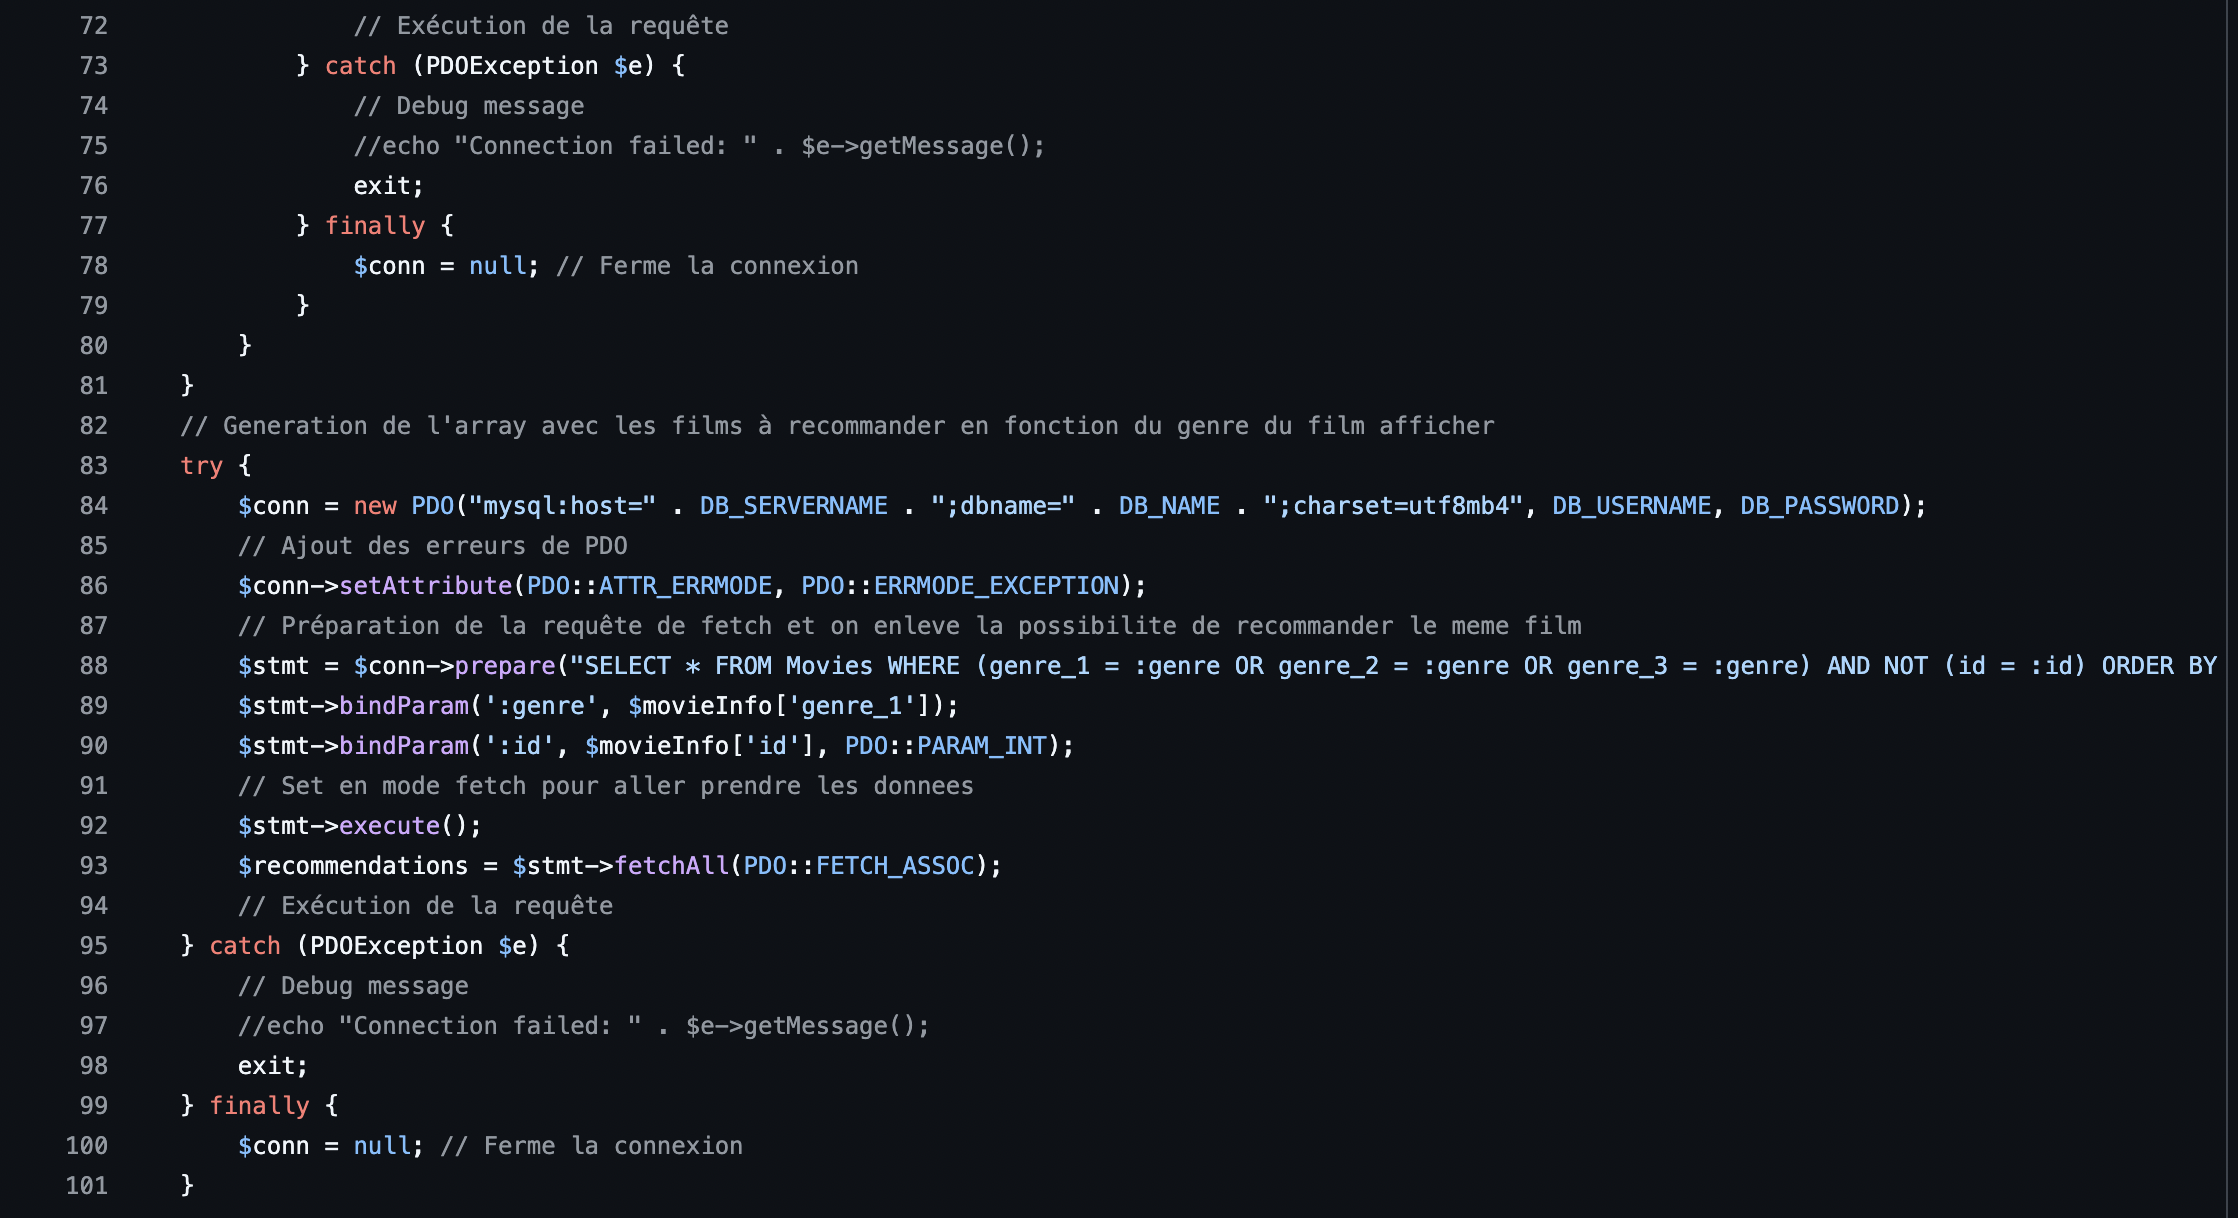 72 // Exécution de la requête
73 } catch (PDOException $e) {
74 // Debug message
75 //echo "Connection failed: " . $e->getMessage();
76 exit;
77 } finally {
78 $conn = null; // Ferme la connexion
79 }
80 }
81 }
82 // Generation de l'array avec les films à recommander en fonction du genre du film afficher
83 try {
84 $conn = new PDO("mysql:host=" . DB_SERVERNAME . ";dbname=" . DB_NAME . ";charset=utf8mb4", DB_USERNAME, DB_PASSWORD);
85 // Ajout des erreurs de PDO
86 $conn->setAttribute(PDO::ATTR_ERRMODE, PDO::ERRMODE_EXCEPTION);
87 // Préparation de la requête de fetch et on enleve la possibilite de recommander le meme film
88 $stmt = $conn->prepare("SELECT * FROM Movies WHERE (genre_1 = :genre OR genre_2 = :genre OR genre_3 = :genre) AND NOT (id = :id) ORDER BY
89 $stmt->bindParam(':genre', $movieInfo['genre_1']);
90 $stmt->bindParam(':id', $movieInfo['id'], PDO::PARAM_INT);
91 // Set en mode fetch pour aller prendre les donnees
92 $stmt->execute();
93 $recommendations = $stmt->fetchAll(PDO::FETCH_ASSOC);
94 // Exécution de la requête
95 } catch (PDOException $e) {
96 // Debug message
97 //echo "Connection failed: " . $e->getMessage();
98 exit;
99 } finally {
100 $conn = null; // Ferme la connexion
101 }